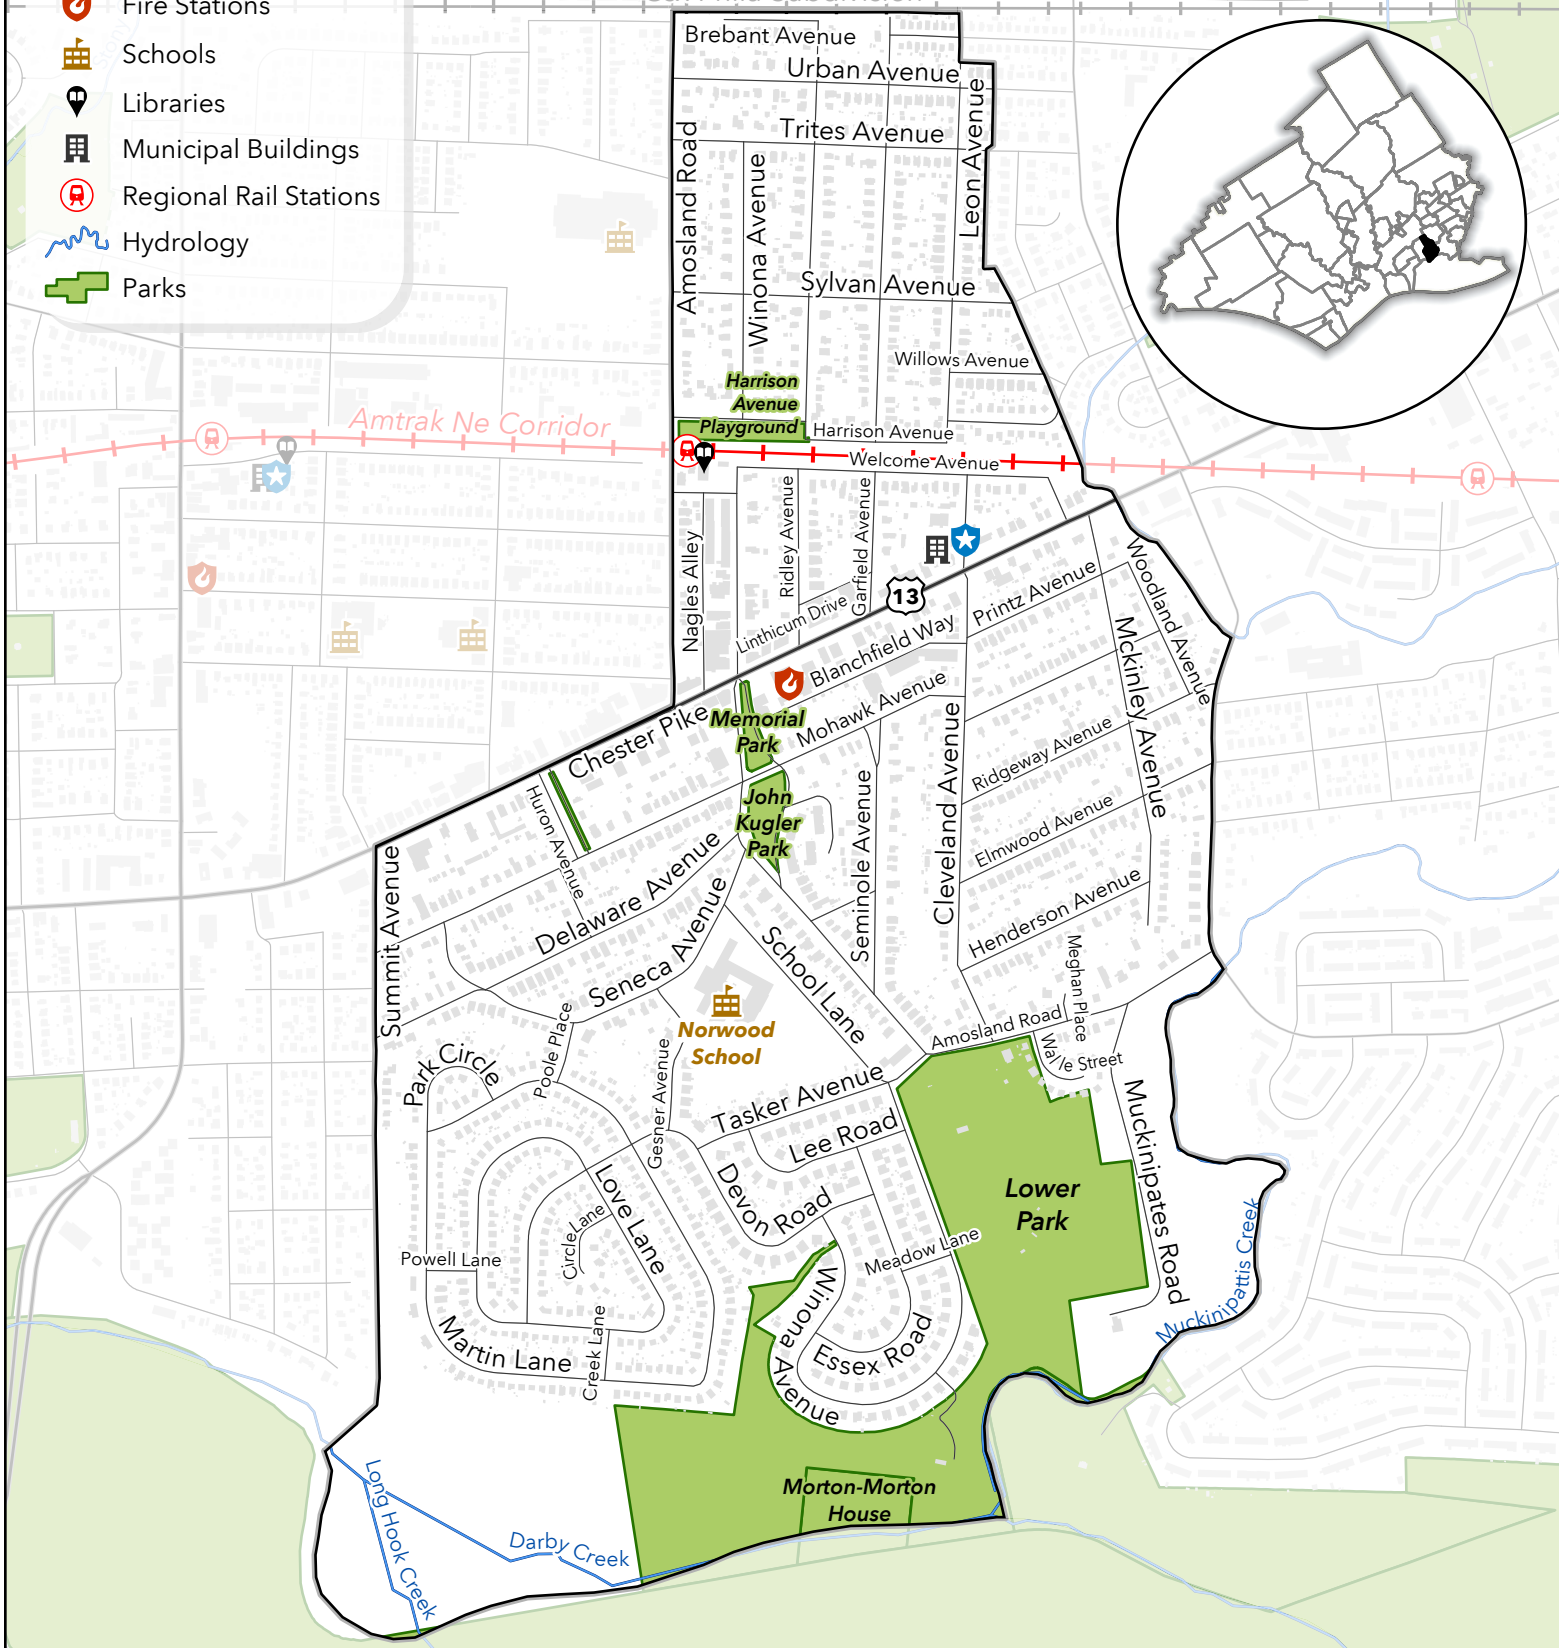 Fire Stations
Schools
Libraries
Municipal Buildings
Regional Rail Stations
Hydrology
Parks
Brebant Avenue
Urban Avenue
Trites Avenue
Amosland Road
Winona Avenue
Leon Avenue
Sylvan Avenue
Willows Avenue
Harrison
Avenue
Playground
Harrison Avenue
Amtrak Ne Corridor
Welcome Avenue
Nagles Alley
Ridley Avenue
Garfield Avenue
Linthicum Drive
13
Printz Avenue
Woodland Avenue
Blanchfield Way
Mckinley Avenue
Mohawk Avenue
Chester Pike
Memorial
Park
John
Kugler
Park
Huron Avenue
Ridgeway Avenue
Cleveland Avenue
Seminole Avenue
Elmwood Avenue
Summit Avenue
Delaware Avenue
Seneca Avenue
Henderson Avenue
School Lane
Meghan Place
Norwood
School
Amosland Road
Poole Place
Park Circle
Gesner Avenue
Tasker Avenue
Lee Road
Muckinipates Road
Devon Road
Love Lane
Circle Lane
Lower
Park
Powell Lane
Meadow Lane
Winona Avenue
Muckinipattis Creek
Martin Lane
Creek Lane
Essex Road
Morton-Morton
House
Long Hook Creek
Darby Creek